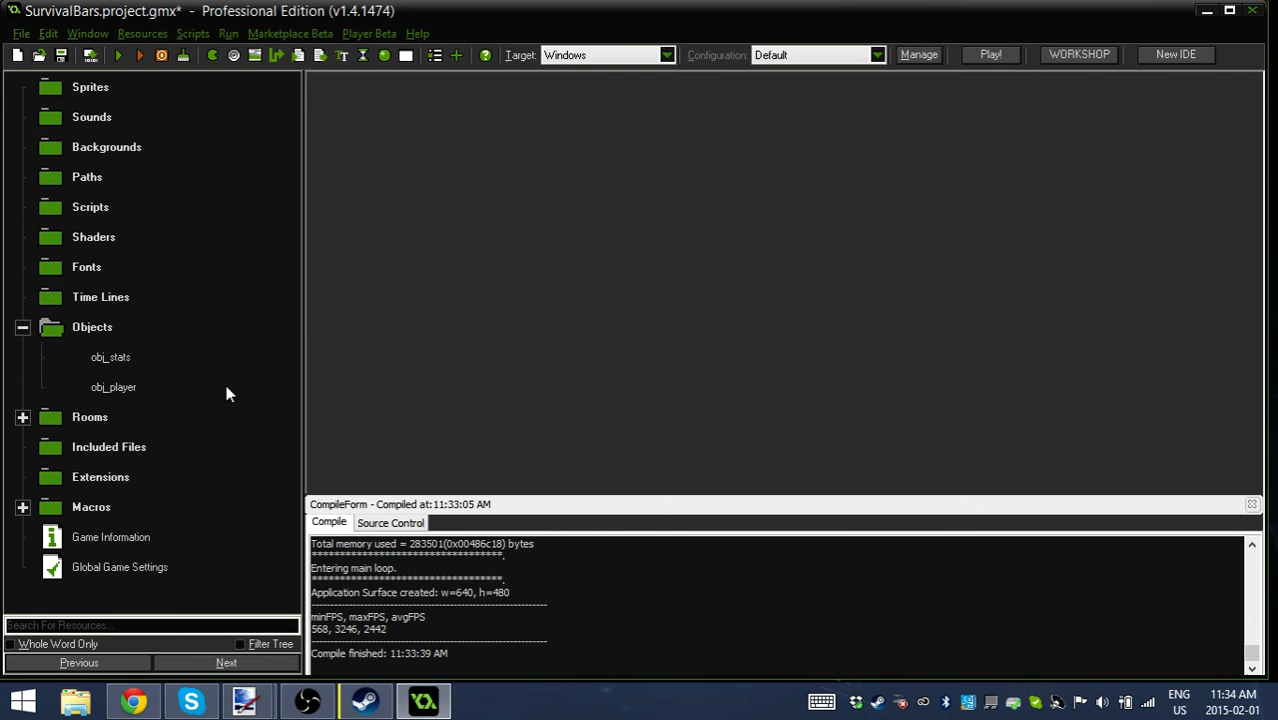 SurvivalBars.project.gmx* - Professional Edition (v1.4.1474)
File Edit Window Resources Scripts Run Marketplace Beta Player Beta Help
Target: Windows Configuration: Default Manage Play! WORKSHOP New IDE
Sprites
Sounds
Backgrounds
Paths
Scripts
Shaders
Fonts
Time Lines
Objects
obj_stats
obj_player
Rooms
Included Files
Extensions
Macros
Game Information
Global Game Settings
Search For Resources...
Whole Word Only Filter Tree
Previous Next
CompileForm - Compiled at:11:33:05 AM
Compile Source Control
Total memory used = 283501(0x00486c18) bytes
**********************************.
Entering main loop.
**********************************.
Application Surface created: w=640, h=480
----------------------------------------------------------
minFPS, maxFPS, avgFPS
568, 3246, 2442
----------------------------------------------------------
Compile finished: 11:33:39 AM
ENG 11:34 AM
US 2015-02-01